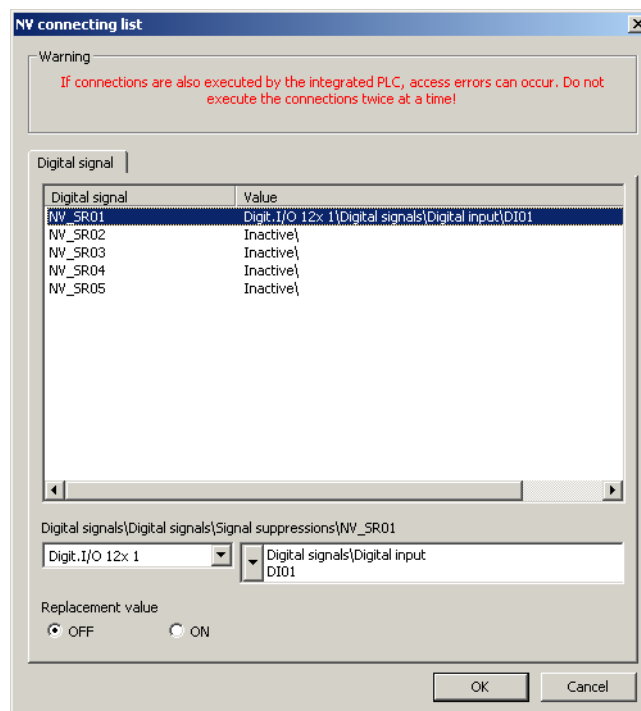 NV connecting list
Warning
If connections are also executed by the integrated PLC, access errors can occur. Do not
execute the connections twice at a time!
Digital signal
Digital signal Value
NV_SR01 Digit.I/O 12x 1\Digital signals\Digital input\DI01
NV_SR02 Inactive\
NV_SR03 Inactive\
NV_SR04 Inactive\
NV_SR05 Inactive\
Digital signals\Digital signals\Signal suppressions\NV_SR01
Digit.I/O 12x 1 Digital signals\Digital input
DI01
Replacement value
OFF ON
OK Cancel